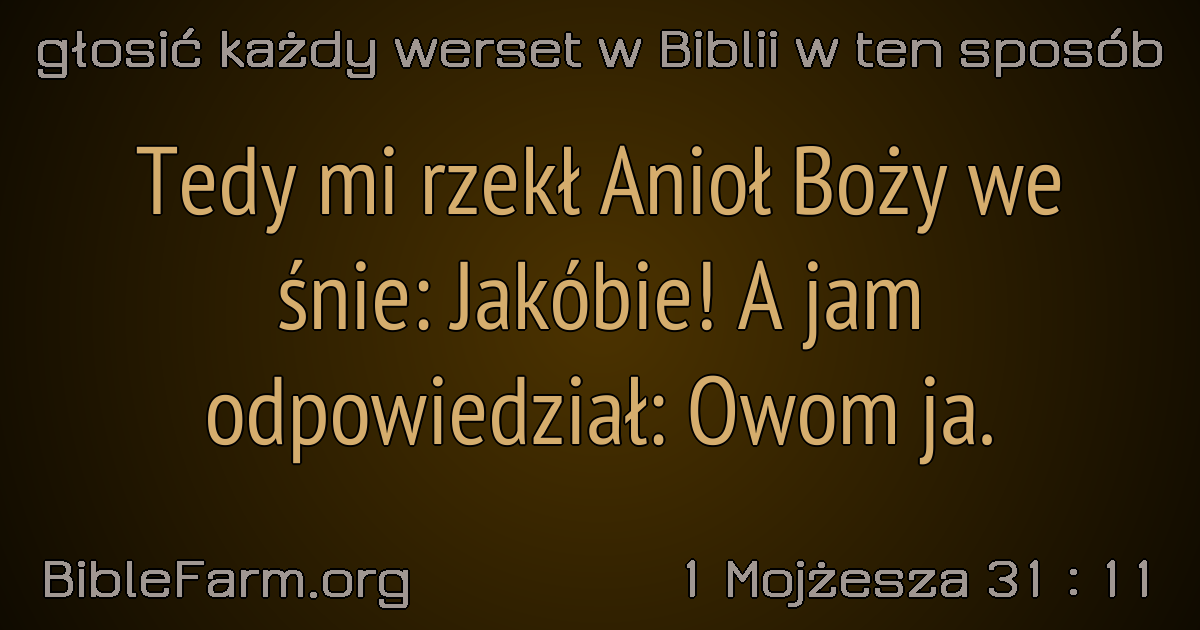 głosić każdy werset w Biblii w ten sposób
Tedy mi rzekł Anioł Boży we
śnie: Jakóbie! A jam
odpowiedział: Owom ja.
BibleFarm.org
1 Mojżesza 31 : 11